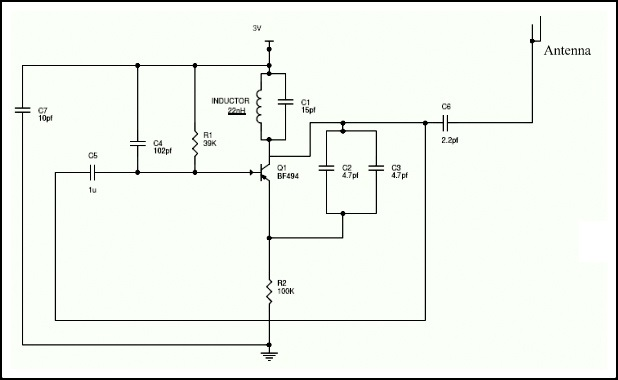 3V
Antenna
C7
10pf
C4
102pf
R1
39K
INDUCTOR
22nH
C1
15pf
C6
2.2pf
C5
1u
Q1
BF494
C2
4.7pf
C3
4.7pf
R2
100K